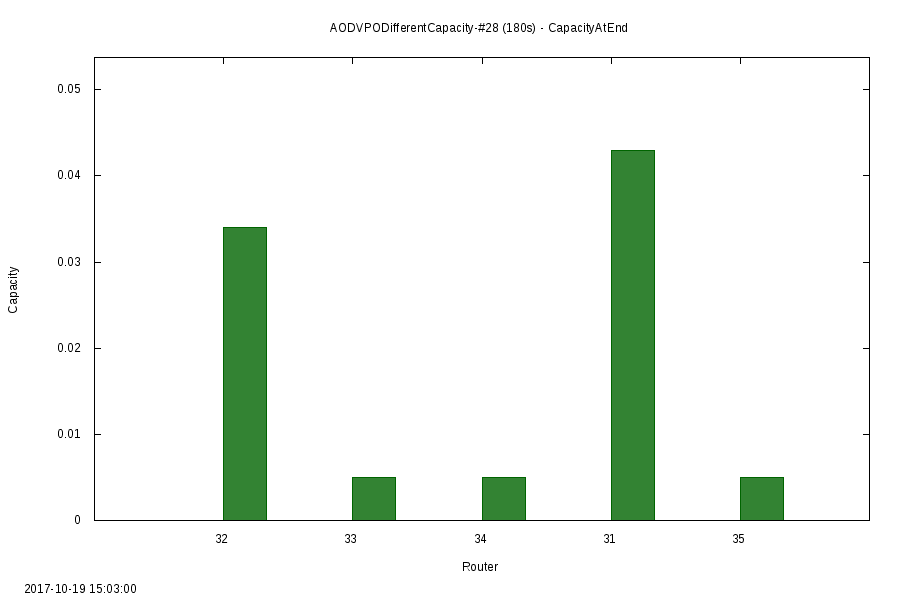 AODVPODifferentCapacity-#28 (180s) - CapacityAtEnd
0.05
0.04
0.03
0.02
0.01
0
Capacity
32 33 34 31 35
Router
2017-10-19 15:03:00